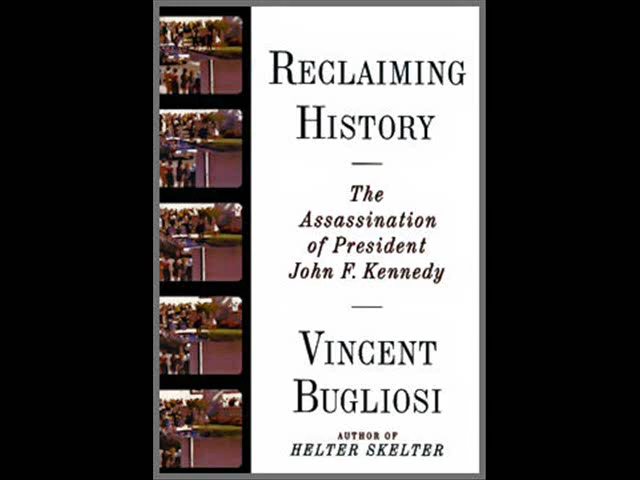 RECLAIMING
HISTORY
The
Assassination
of President
John F. Kennedy
VINCENT
BUGLIOSI
AUTHOR OF
HELTER SKELTER